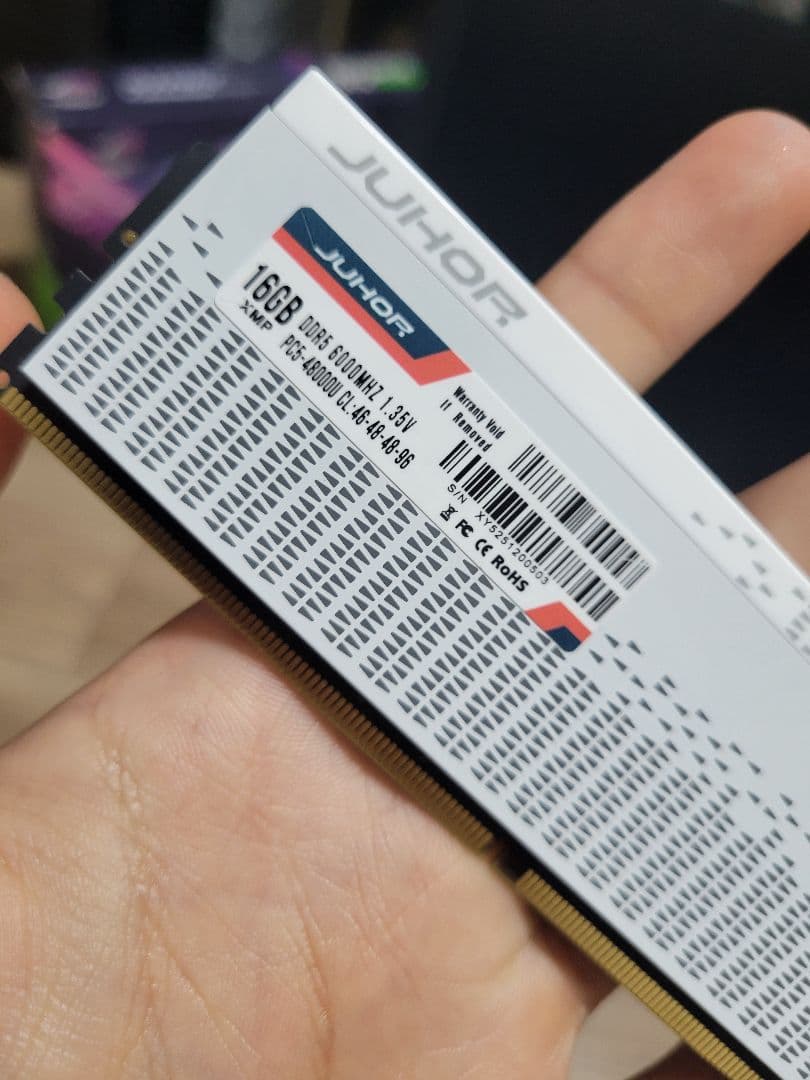 JUHOR
JUHOR
16GB DDR5 6000MHZ 1.35V
XMP PC5-48000U CL:46-48-48-96
Warranty Void
If Removed
S/N XY5251200503
FC CE RoHS